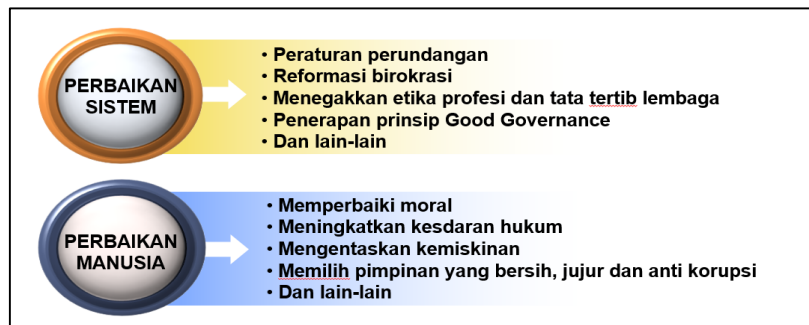 PERBAIKAN
SISTEM
• Peraturan perundangan
• Reformasi birokrasi
• Menegakkan etika profesi dan tata tertib lembaga
• Penerapan prinsip Good Governance
• Dan lain-lain
PERBAIKAN
MANUSIA
• Memperbaiki moral
• Meningkatkan kesdaran hukum
• Mengentaskan kemiskinan
• Memilih pimpinan yang bersih, jujur dan anti korupsi
• Dan lain-lain